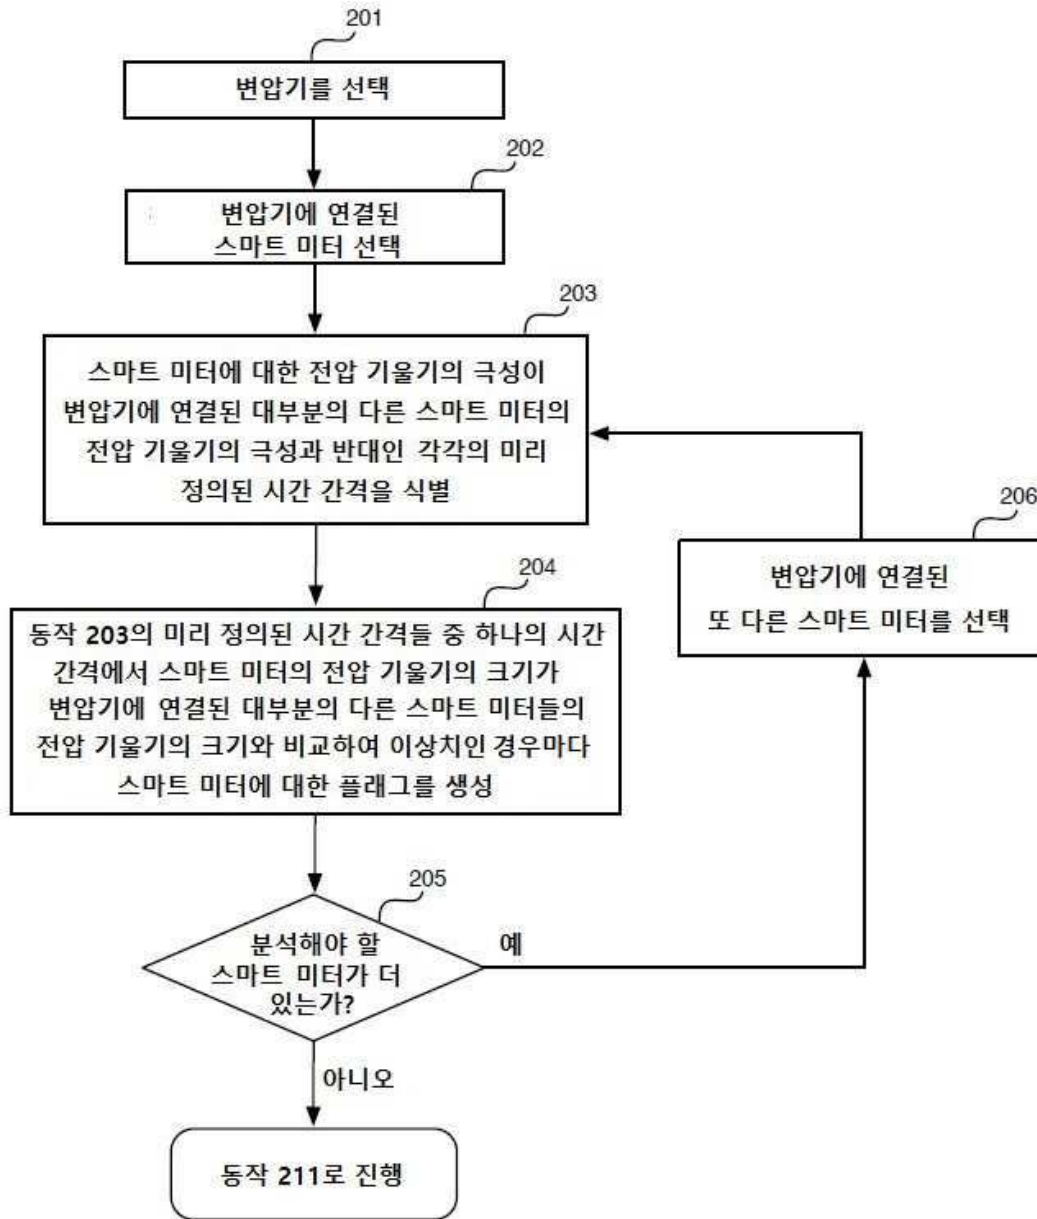 201
변압기를 선택
202
변압기에 연결된
스마트 미터 선택
203
스마트 미터에 대한 전압 기울기의 극성이
변압기에 연결된 대부분의 다른 스마트 미터의
전압 기울기의 극성과 반대인 각각의 미리
정의된 시간 간격을 식별
204
동작 203의 미리 정의된 시간 간격들 중 하나의 시간
간격에서 스마트 미터의 전압 기울기의 크기가
변압기에 연결된 대부분의 다른 스마트 미터들의
전압 기울기의 크기와 비교하여 이상치인 경우마다
스마트 미터에 대한 플래그를 생성
205
분석해야 할
스마트 미터가 더
있는가?
예
206
변압기에 연결된
또 다른 스마트 미터를 선택
아니오
동작 211로 진행